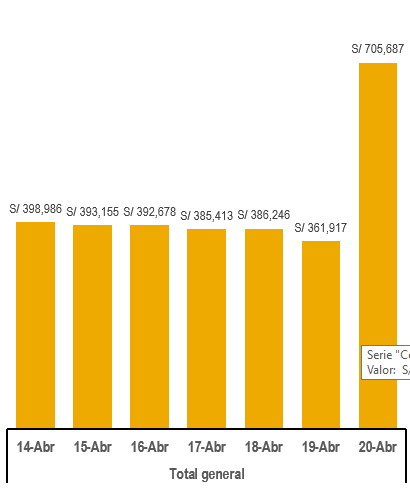 S/ 705,687
S/ 398,986 S/ 393,155 S/ 392,678 S/ 385,413 S/ 386,246 S/ 361,917
Serie
Valor: S/
14-Abr 15-Abr 16-Abr 17-Abr 18-Abr 19-Abr 20-Abr
Total general